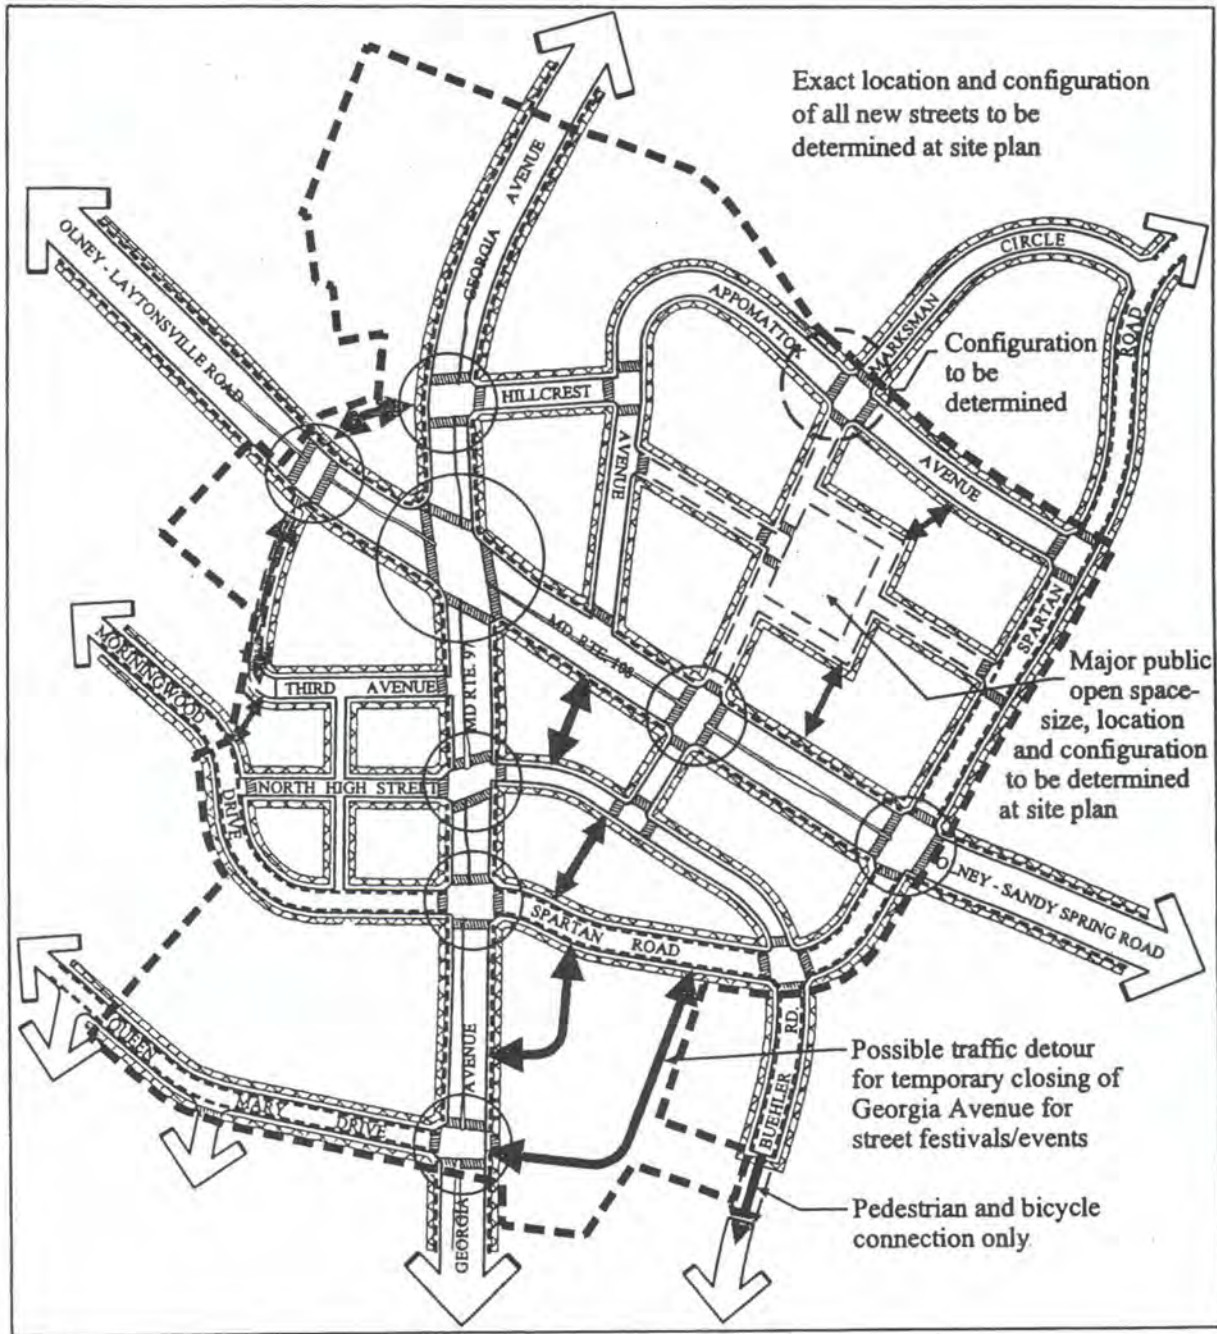 Exact location and configuration
of all new streets to be
determined at site plan
GEORGIA AVENUE
OLNEY - LAYTONSVILLE ROAD
MARKSMAN CIRCLE
ROAD
APPOMATTOX
Configuration
to be
determined
HILLCREST
AVENUE
AVENUE
SPARTAN
MORNINGWOOD
DRIVE
THIRD AVENUE
MD RTE. 97
MD. RTE. 108
Major public
open space-
size, location
and configuration
to be determined
at site plan
NORTH HIGH STREET
OLNEY - SANDY SPRING ROAD
SPARTAN ROAD
QUEEN MARY DRIVE
AVENUE
BUEHLER RD.
Possible traffic detour
for temporary closing of
Georgia Avenue for
street festivals/events
GEORGIA
Pedestrian and bicycle
connection only